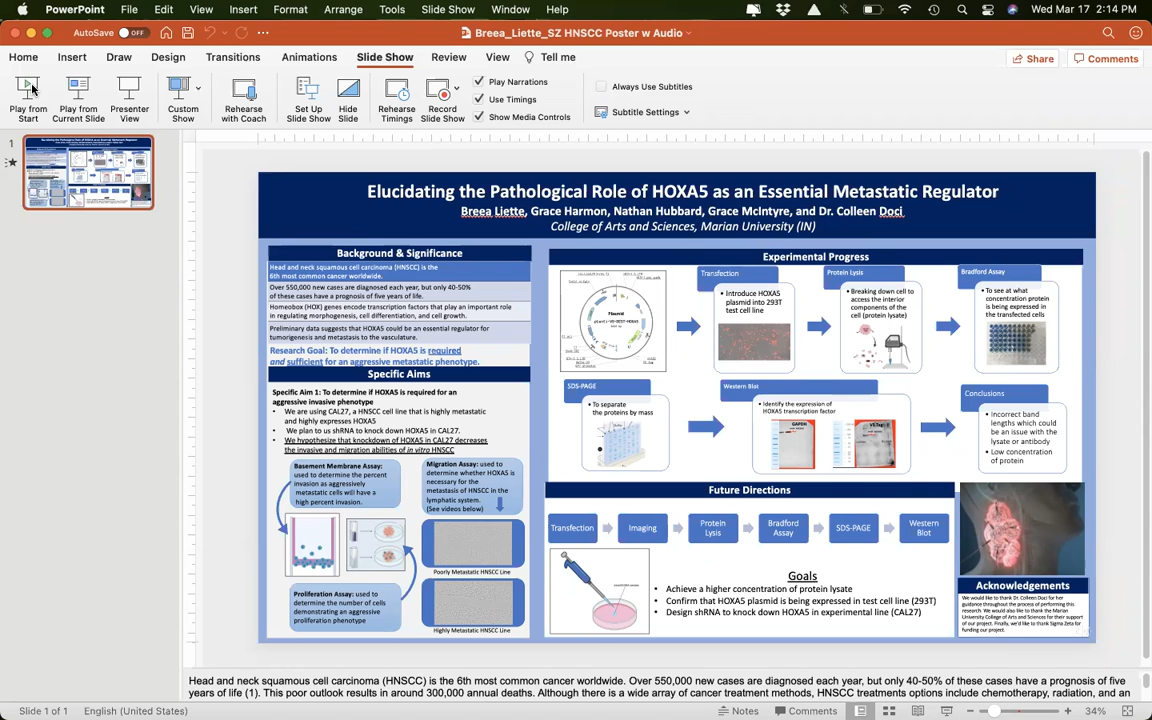 PowerPoint File Edit View Insert Format Arrange Tools Slide Show Window Help Wed Mar 17 2:14 PM
AutoSave OFF Breea_Liette_SZ HNSCC Poster w Audio
Home Insert Draw Design Transitions Animations Slide Show Review View Tell me Share Comments
Play from Start
Play from Current Slide
Presenter View
Custom Show
Rehearse with Coach
Set Up Slide Show
Hide Slide
Rehearse Timings
Record Slide Show
Play Narrations
Use Timings
Show Media Controls
Always Use Subtitles
Subtitle Settings
1
Elucidating the Pathological Role of HOXA5 as an Essential Metastatic Regulator
Breea Liette, Grace Harmon, Nathan Hubbard, Grace McIntyre, and Dr. Colleen Doci
College of Arts and Sciences, Marian University (IN)
Background & Significance
Head and neck squamous cell carcinoma (HNSCC) is the
6th most common cancer worldwide.
Over 550,000 new cases are diagnosed each year, but only 40-50%
of these cases have a prognosis of five years of life.
Homeobox (HOX) genes encode transcription factors that play an important role
in regulating morphogenesis, cell differentiation, and cell growth.
Preliminary data suggests that HOXA5 could be an essential regulator for
tumorigenesis and metastasis to the vasculature.
Research Goal: To determine if HOXA5 is required
and sufficient for an aggressive metastatic phenotype.
Specific Aims
Specific Aim 1: To determine if HOXA5 is required for an
aggressive invasive phenotype
• We are using CAL27, a HNSCC cell line that is highly metastatic
and highly expresses HOXA5
• We plan to us shRNA to knock down HOXA5 in CAL27.
• We hypothesize that knockdown of HOXA5 in CAL27 decreases
the invasive and migration abilities of in vitro HNSCC
Basement Membrane Assay:
used to determine the percent
invasion as aggressively
metastatic cells will have a
high percent invasion.
Migration Assay: used to
determine whether HOXA5 is
necessary for the
metastasis of HNSCC in the
lymphatic system.
(See videos below)
Poorly Metastatic HNSCC Line
Proliferation Assay: used to
determine the number of cells
demonstrating an aggressive
proliferation phenotype
Highly Metastatic HNSCC Line
Experimental Progress
Plasmid
Transfection
• Introduce HOXA5
plasmid into 293T
test cell line
Protein Lysis
• Breaking down cell to
access the interior
components of the
cell (protein lysate)
Bradford Assay
• To see at what
concentration protein
is being expressed in
the transfected cells
SDS-PAGE
• To separate
the proteins by mass
Western Blot
• Identify the expression of
HOXA5 transcription factor
GAPDH
Conclusions
• Incorrect band
lengths which could
be an issue with the
lysate or antibody
• Low concentration
of protein
Future Directions
Transfection
Imaging
Protein Lysis
Bradford Assay
SDS-PAGE
Western Blot
Goals
• Achieve a higher concentration of protein lysate
• Confirm that HOXA5 plasmid is being expressed in test cell line (293T)
• Design shRNA to knock down HOXA5 in experimental line (CAL27)
Acknowledgements
We would like to thank Dr. Colleen Doci for her
guidance throughout the process of performing this
research. We would also like to thank the Marian
University College of Arts and Sciences for their support
of our project. Finally, we'd like to thank Sigma Zeta for
funding our project.
Head and neck squamous cell carcinoma (HNSCC) is the 6th most common cancer worldwide. Over 550,000 new cases are diagnosed each year, but only 40-50% of these cases have a prognosis of five
years of life (1). This poor outlook results in around 300,000 annual deaths. Although there is a wide array of cancer treatment methods, HNSCC treatments options include chemotherapy, radiation, and an
Slide 1 of 1 English (United States) Notes Comments 34%